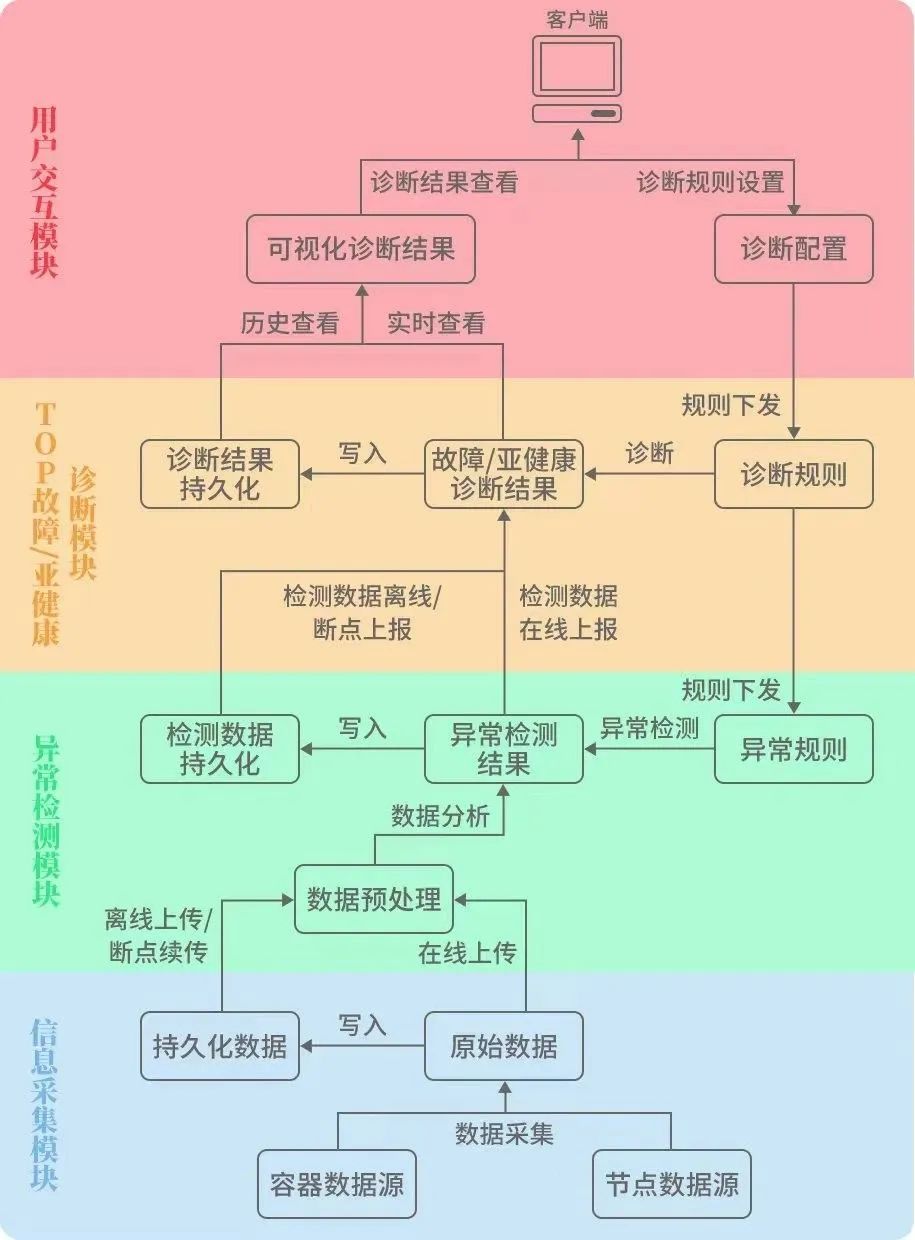 客户端
用户交互模块
诊断结果查看
诊断规则设置
可视化诊断结果
诊断配置
历史查看
实时查看
TOP故障/亚健康
诊断模块
规则下发
诊断结果
持久化
写入
故障/亚健康
诊断结果
诊断
诊断规则
检测数据离线/
断点上报
检测数据
在线上报
规则下发
异常检测模块
检测数据
持久化
写入
异常检测
结果
异常检测
异常规则
数据分析
数据预处理
离线上传/
断点续传
在线上传
信息采集模块
持久化数据
写入
原始数据
数据采集
容器数据源
节点数据源